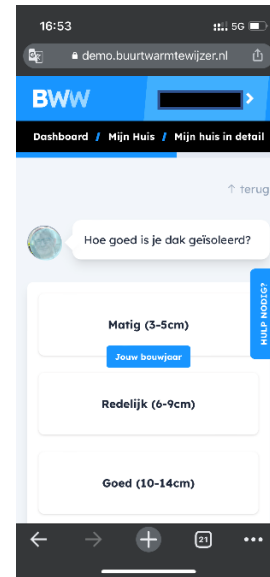 16:53 5G
demo.buurtwarmtewijzer.nl
BWW
Dashboard / Mijn Huis / Mijn huis in detail
↑ terug
Hoe goed is je dak geïsoleerd?
HULP NODIG?
Matig (3-5cm)
Jouw bouwjaar
Redelijk (6-9cm)
Goed (10-14cm)
21